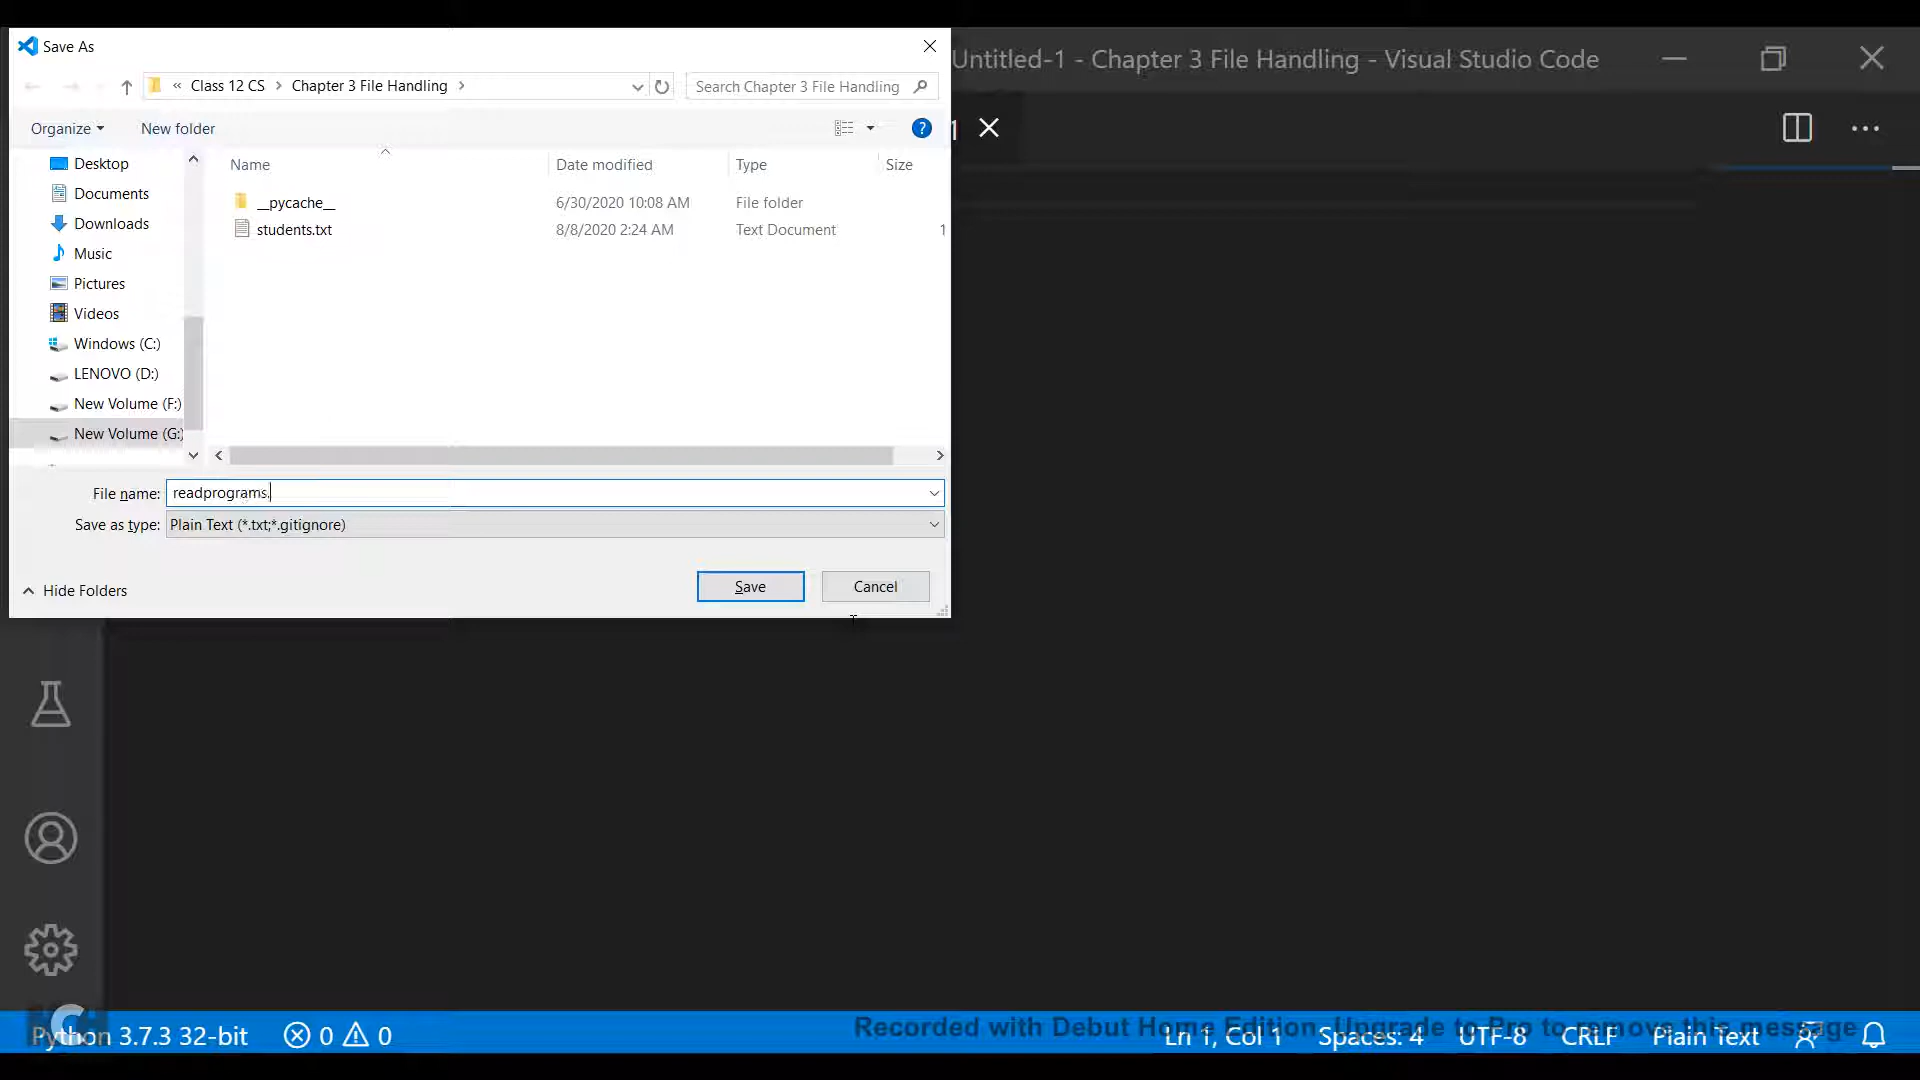 Save As
Untitled-1 - Chapter 3 File Handling - Visual Studio Code
« Class 12 CS > Chapter 3 File Handling >
Search Chapter 3 File Handling
Organize
New folder
?
1
Name
Date modified
Type
Size
Desktop
Documents
Downloads
Music
Pictures
Videos
Windows (C:)
LENOVO (D:)
New Volume (F:)
New Volume (G:)
__pycache__
6/30/2020 10:08 AM
File folder
students.txt
8/8/2020 2:24 AM
Text Document
1
File name:
readprograms.
Save as type:
Plain Text (*.txt;*.gitignore)
Hide Folders
Save
Cancel
Recorded with Debut Home Edition. Upgrade to Pro to remove this message
Python 3.7.3 32-bit
0
0
Ln 1, Col 1
Spaces: 4
UTF-8
CRLF
Plain Text